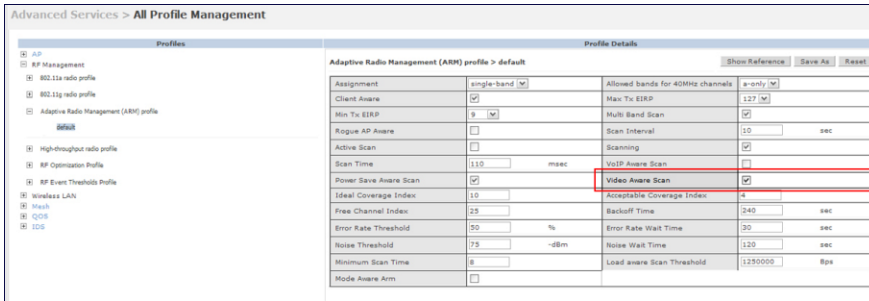 Advanced Services > All Profile Management
Profiles
AP
RF Management
802.11a radio profile
802.11g radio profile
Adaptive Radio Management (ARM) profile
default
High-throughput radio profile
RF Optimization Profile
RF Event Thresholds Profile
Wireless LAN
Mesh
QOS
IDS
Profile Details
Adaptive Radio Management (ARM) profile > default Show Reference Save As Reset
Assignment single-band Allowed bands for 40MHz channels a-only
Client Aware Max Tx EIRP 127
Min Tx EIRP 9 Multi Band Scan
Rogue AP Aware Scan Interval 10 sec
Active Scan Scanning
Scan Time 110 msec VoIP Aware Scan
Power Save Aware Scan Video Aware Scan
Ideal Coverage Index 10 Acceptable Coverage Index 4
Free Channel Index 25 Backoff Time 240 sec
Error Rate Threshold 50 % Error Rate Wait Time 30 sec
Noise Threshold 75 -dBm Noise Wait Time 120 sec
Minimum Scan Time 8 Load aware Scan Threshold 1250000 Bps
Mode Aware Arm